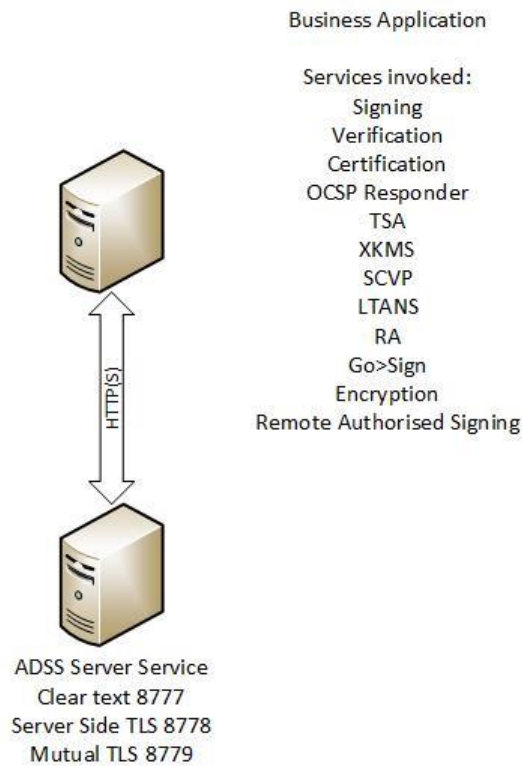 Business Application
Services invoked:
Signing
Verification
Certification
OCSP Responder
TSA
XKMS
SCVP
LTANS
RA
Go>Sign
Encryption
Remote Authorised Signing
HTTP(S)
ADSS Server Service
Clear text 8777
Server Side TLS 8778
Mutual TLS 8779